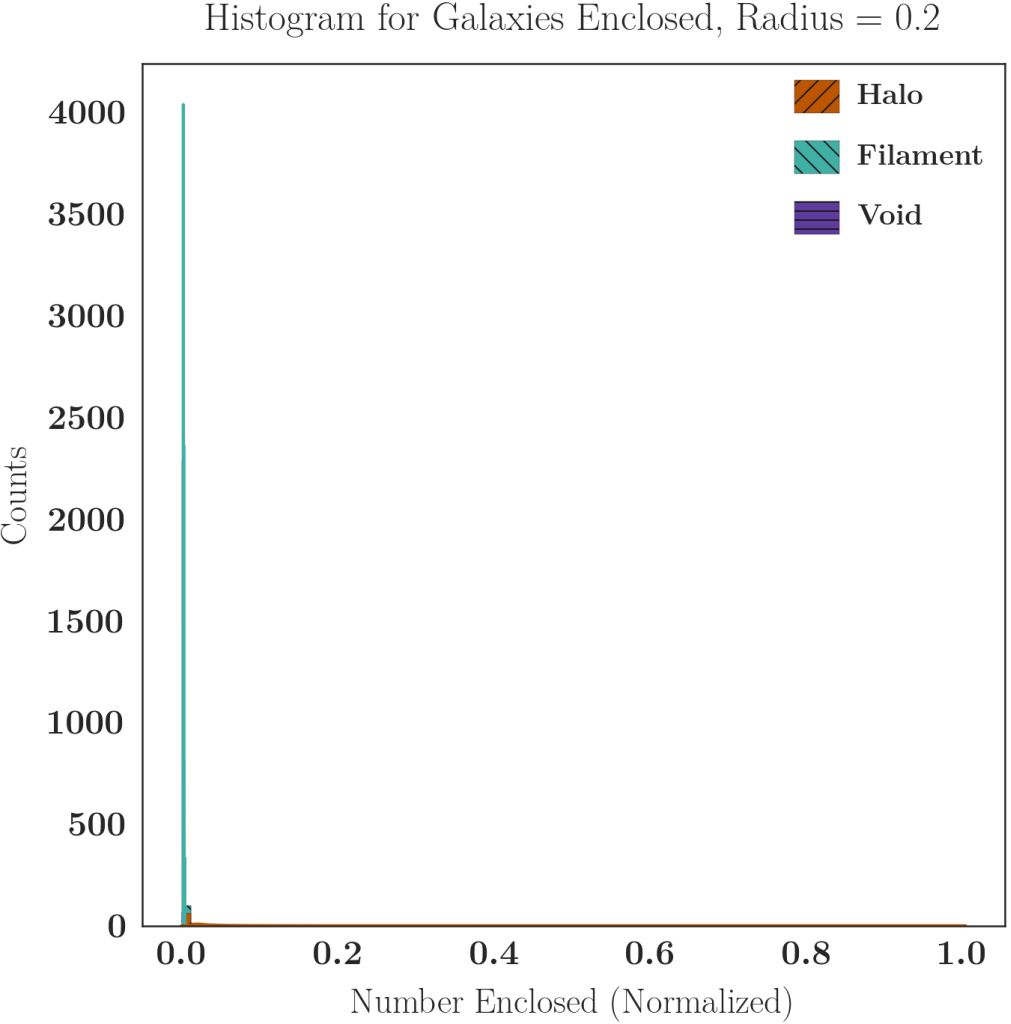 Histogram for Galaxies Enclosed, Radius = 0.2
Halo
Filament
Void
Counts
4000
3500
3000
2500
2000
1500
1000
500
0
0.0 0.2 0.4 0.6 0.8 1.0
Number Enclosed (Normalized)